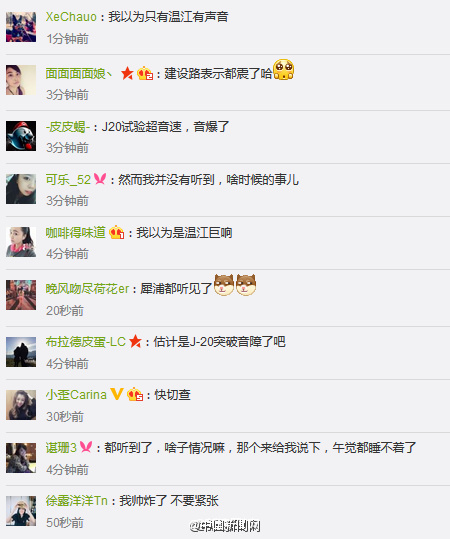 XeChauo：我以为只有温江有声音
1分钟前
面面面面娘丶：建设路表示都震了哈
3分钟前
-皮皮蝎-：J20试验超音速，音爆了
3分钟前
可乐_52：然而我并没有听到，啥时候的事儿
3分钟前
咖啡得味道：我以为是温江巨响
4分钟前
晚风吻尽荷花er：犀浦都听见了
20秒前
布拉德皮蛋-LC：估计是J-20突破音障了吧
4分钟前
小歪Carina：快切查
30秒前
谌珊3：都听到了，啥子情况嘛，那个来给我说下，午觉都睡不着了
4分钟前
徐露洋洋Tn：我帅炸了 不要紧张
50秒前
@中国新闻网